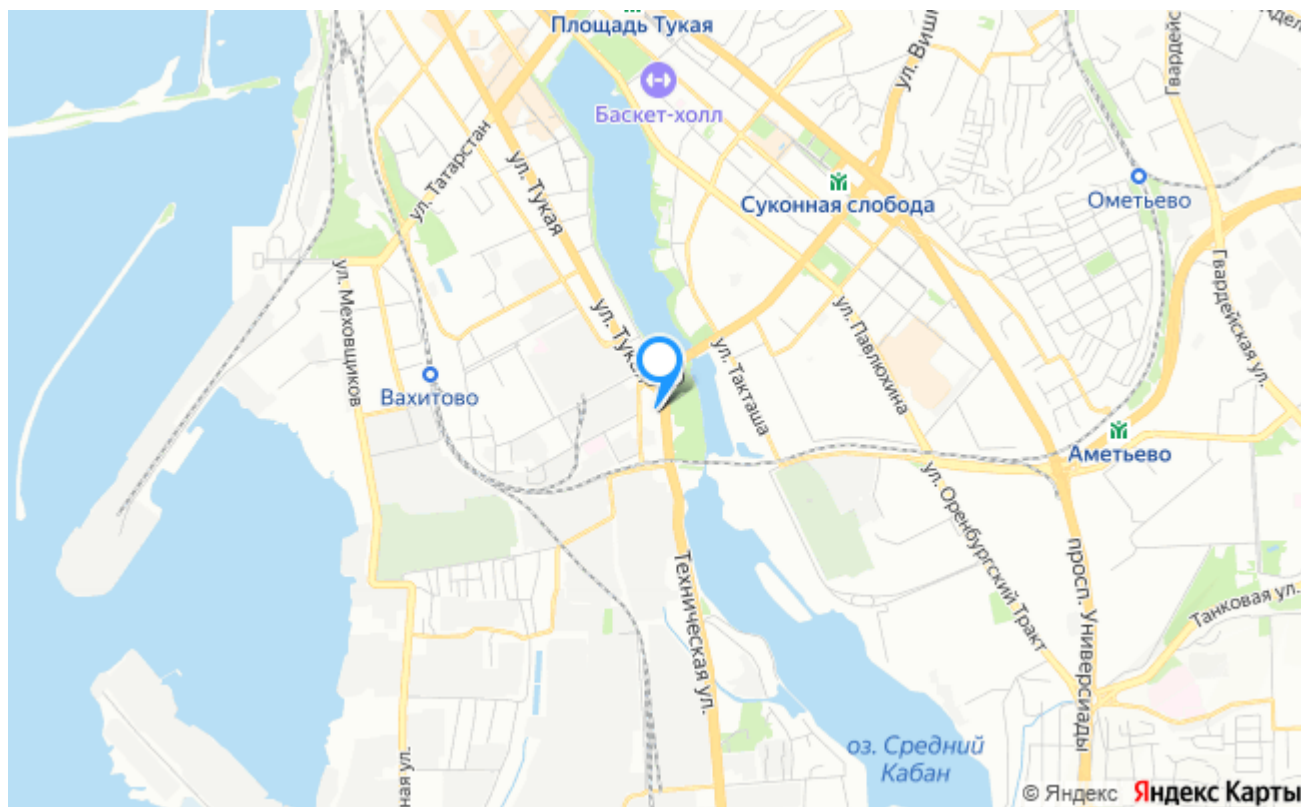 Площадь Тукая
Баскет-холл
ул. Татарстан
ул. Тукая
Суконная слобода
Ометьево
Гвардейская ул.
ул. Меховщиков
ул. Тукая
ул. Такташа
ул. Павлюхина
Вахитово
Аметьево
ул. Оренбургский Тракт
Техническая ул.
просп. Универсиады
Танковая ул.
оз. Средний
Кабан
© Яндекс Яндекс Карты